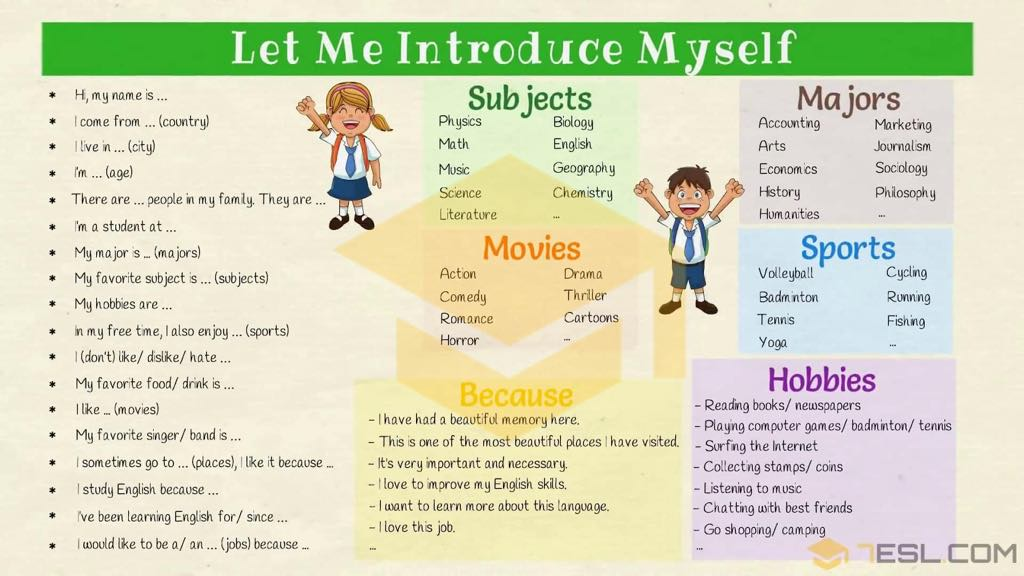 Let Me Introduce Myself
* Hi, my name is ...
* I come from ... (country)
* I live in ... (city)
* I'm ... (age)
* There are ... people in my family. They are ...
* I'm a student at ...
* My major is ... (majors)
* My favorite subject is ... (subjects)
* My hobbies are ...
* In my free time, I also enjoy ... (sports)
* I (don't) like/ dislike/ hate ...
* My favorite food/ drink is ...
* I like ... (movies)
* My favorite singer/ band is ...
* I sometimes go to ... (places), I like it because ...
* I study English because ...
* I've been learning English for/ since ...
* I would like to be a/ an ... (jobs) because ...
Subjects
Physics Biology
Math English
Music Geography
Science Chemistry
Literature ...
Movies
Action Drama
Comedy Thriller
Romance Cartoons
Horror ...
Because
- I have had a beautiful memory here.
- This is one of the most beautiful places I have visited.
- It's very important and necessary.
- I love to improve my English skills.
- I want to learn more about this language.
- I love this job.
...
Majors
Accounting Marketing
Arts Journalism
Economics Sociology
History Philosophy
Humanities ...
Sports
Volleyball Cycling
Badminton Running
Tennis Fishing
Yoga ...
Hobbies
- Reading books/ newspapers
- Playing computer games/ badminton/ tennis
- Surfing the Internet
- Collecting stamps/ coins
- Listening to music
- Chatting with best friends
- Go shopping/ camping
...
7ESL.COM